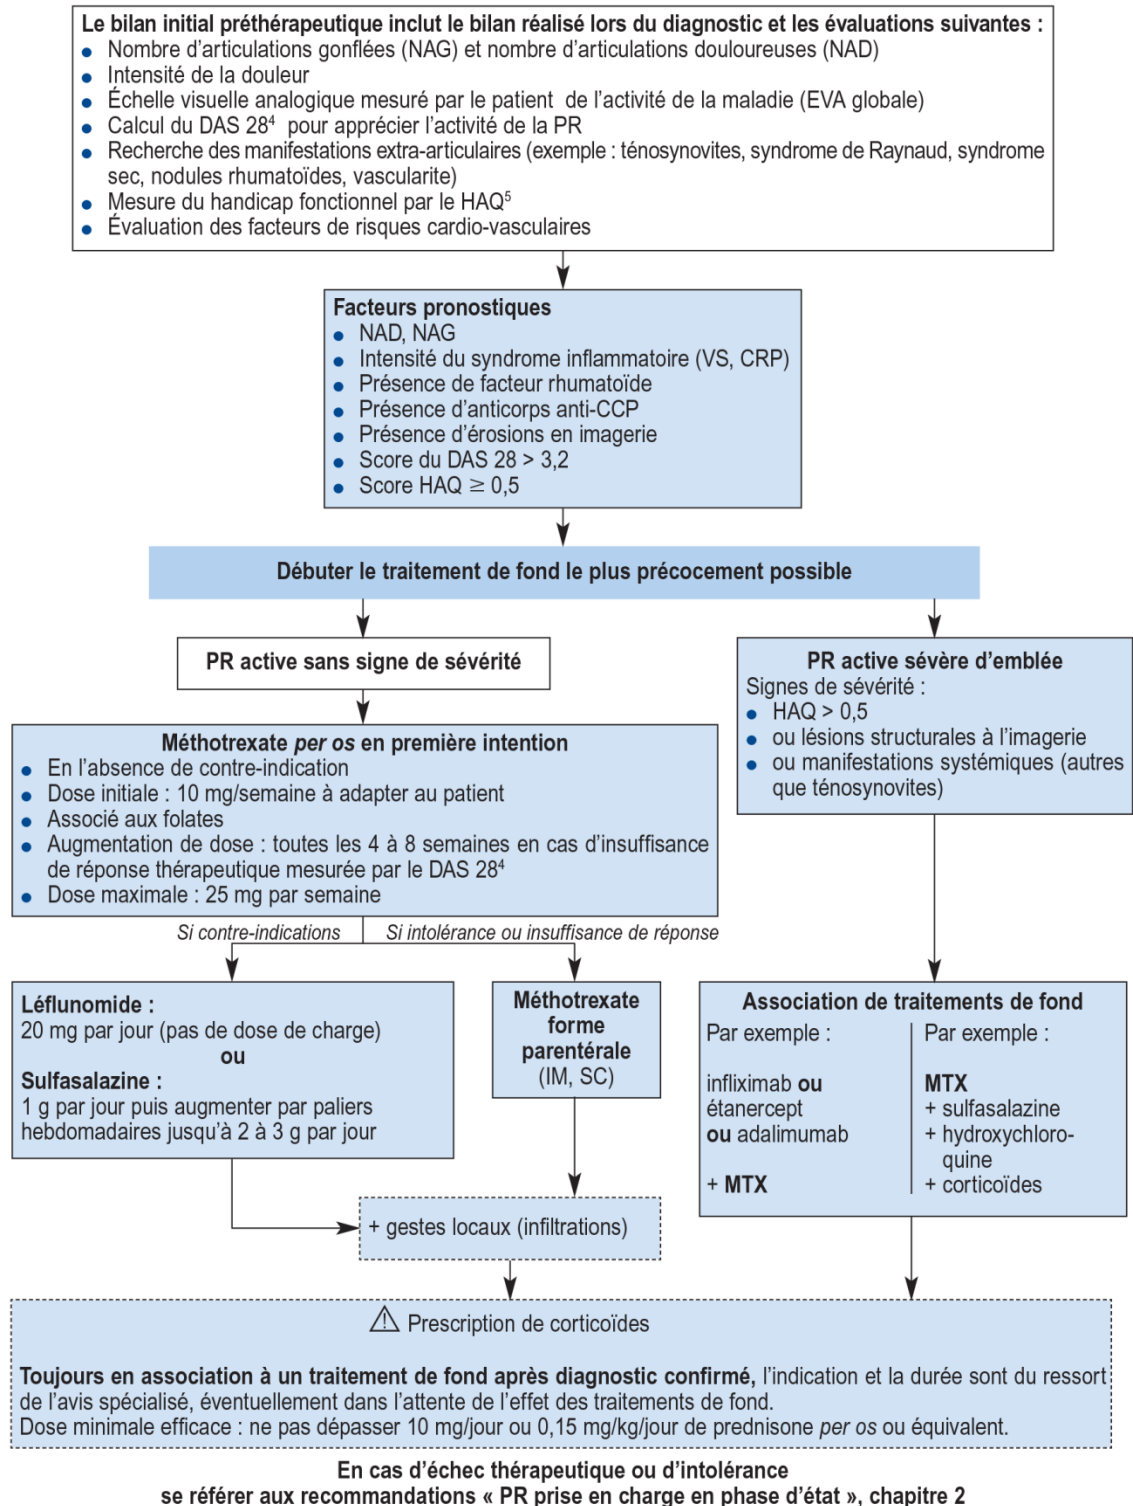 Le bilan initial préthérapeutique inclut le bilan réalisé lors du diagnostic et les évaluations suivantes :
● Nombre d'articulations gonflées (NAG) et nombre d'articulations douloureuses (NAD)
● Intensité de la douleur
● Échelle visuelle analogique mesuré par le patient de l'activité de la maladie (EVA globale)
● Calcul du DAS 28⁴ pour apprécier l'activité de la PR
● Recherche des manifestations extra-articulaires (exemple : ténosynovites, syndrome de Raynaud, syndrome
sec, nodules rhumatoïdes, vascularite)
● Mesure du handicap fonctionnel par le HAQ⁵
● Évaluation des facteurs de risques cardio-vasculaires
Facteurs pronostiques
● NAD, NAG
● Intensité du syndrome inflammatoire (VS, CRP)
● Présence de facteur rhumatoïde
● Présence d'anticorps anti-CCP
● Présence d'érosions en imagerie
● Score du DAS 28 > 3,2
● Score HAQ ≥ 0,5
Débuter le traitement de fond le plus précocement possible
PR active sans signe de sévérité
Méthotrexate per os en première intention
● En l'absence de contre-indication
● Dose initiale : 10 mg/semaine à adapter au patient
● Associé aux folates
● Augmentation de dose : toutes les 4 à 8 semaines en cas d'insuffisance
de réponse thérapeutique mesurée par le DAS 28⁴
● Dose maximale : 25 mg par semaine
Si contre-indications
Si intolérance ou insuffisance de réponse
Léflunomide :
20 mg par jour (pas de dose de charge)
ou
Sulfasalazine :
1 g par jour puis augmenter par paliers
hebdomadaires jusqu'à 2 à 3 g par jour
Méthotrexate
forme
parentérale
(IM, SC)
+ gestes locaux (infiltrations)
PR active sévère d'emblée
Signes de sévérité :
● HAQ > 0,5
● ou lésions structurales à l'imagerie
● ou manifestations systémiques (autres
que ténosynovites)
Association de traitements de fond
Par exemple :
infliximab ou
étanercept
ou adalimumab
+ MTX
Par exemple :
MTX
+ sulfasalazine
+ hydroxychloro-
quine
+ corticoïdes
⚠ Prescription de corticoïdes
Toujours en association à un traitement de fond après diagnostic confirmé, l'indication et la durée sont du ressort
de l'avis spécialisé, éventuellement dans l'attente de l'effet des traitements de fond.
Dose minimale efficace : ne pas dépasser 10 mg/jour ou 0,15 mg/kg/jour de prednisone per os ou équivalent.
En cas d'échec thérapeutique ou d'intolérance
se référer aux recommandations « PR prise en charge en phase d'état », chapitre 2